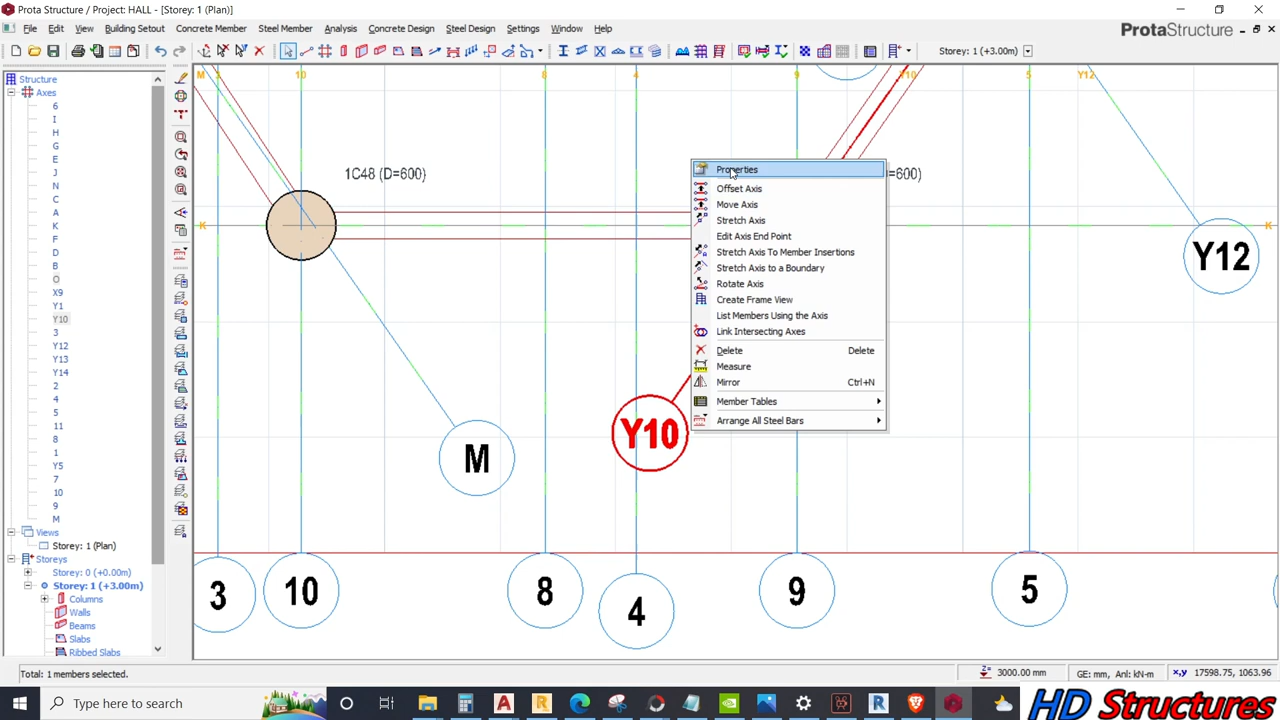 Prota Structure / Project: HALL - [Storey: 1 (Plan)]
File Edit View Building Setout Concrete Member Steel Member Analysis Concrete Design Steel Design Settings Window Help
ProtaStructure
Storey: 1 (+3.00m)
Structure
Axes
6
I
H
G
E
J
N
C
A
K
F
D
B
O
X9
Y1
Y10
3
Y12
Y13
Y14
2
4
5
11
8
1
Y5
7
10
9
M
Views
Storey: 1 (Plan)
Storeys
Storey: 0 (+0.00m)
Storey: 1 (+3.00m)
Columns
Walls
Beams
Slabs
Ribbed Slabs
M 10 8 4 9 Y10 5 Y12
1C48 (D=600)
=600)
K K
Y12
Y10
M
3 10 8 4 9 5
Properties
Offset Axis
Move Axis
Stretch Axis
Edit Axis End Point
Stretch Axis To Member Insertions
Stretch Axis to a Boundary
Rotate Axis
Create Frame View
List Members Using the Axis
Link Intersecting Axes
Delete Delete
Measure
Mirror Ctrl+N
Member Tables
Arrange All Steel Bars
Total: 1 members selected.
Z= 3000.00 mm
GE: mm, Anl: kN-m
x,y 17598.75, 1063.96
Type here to search
HD Structures